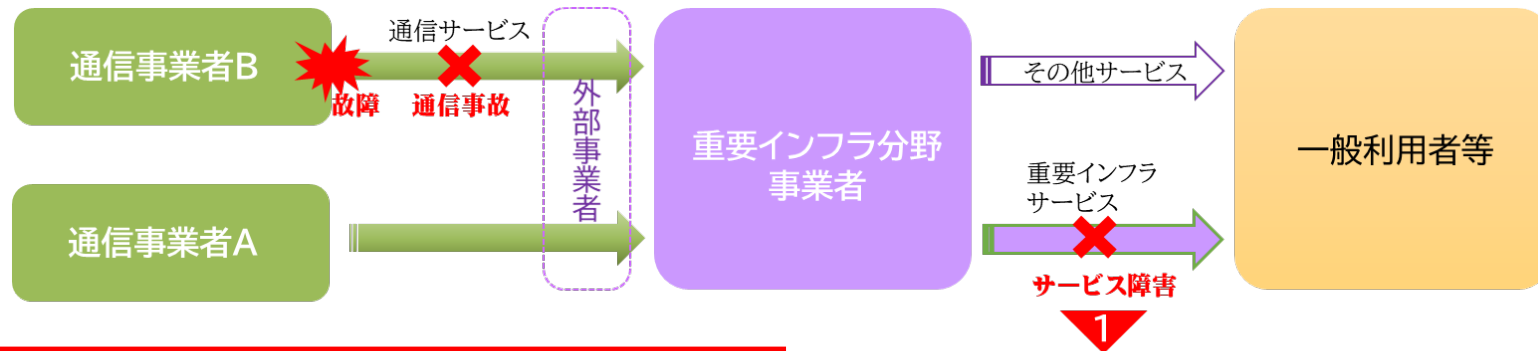 通信事業者B
通信サービス
故障
通信事故
外部事業者
通信事業者A
重要インフラ分野
事業者
その他サービス
重要インフラ
サービス
サービス障害
1
一般利用者等